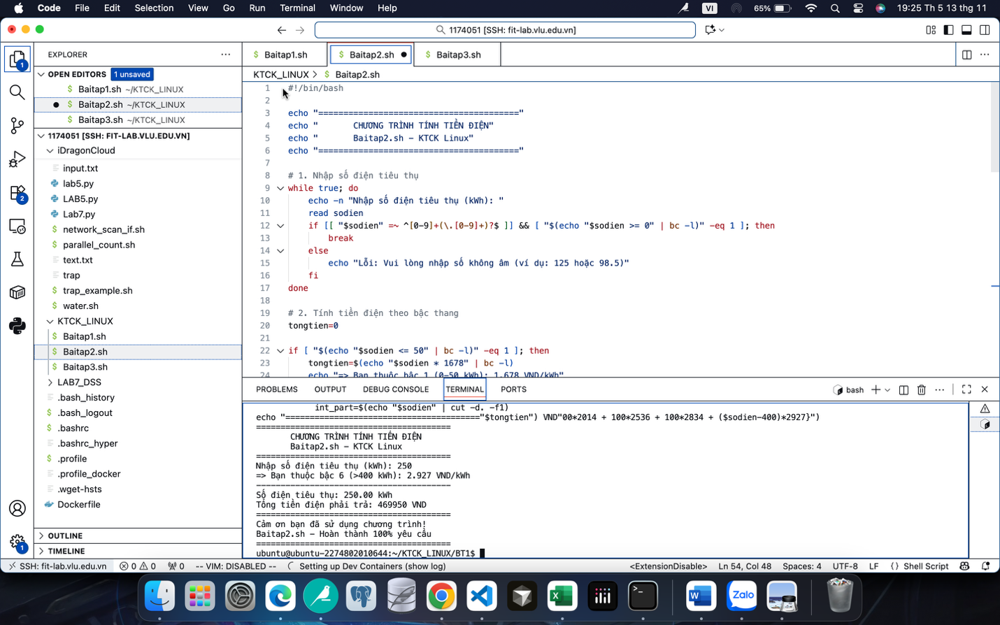 Code File Edit Selection View Go Run Terminal Window Help VI 65% 19:25 Th 5 13 thg 11
1174051 [SSH: fit-lab.vlu.edu.vn]
EXPLORER ...
OPEN EDITORS 1 unsaved
$ Baitap1.sh ~/KTCK_LINUX
● $ Baitap2.sh ~/KTCK_LINUX
$ Baitap3.sh ~/KTCK_LINUX
1174051 [SSH: FIT-LAB.VLU.EDU.VN]
iDragonCloud
input.txt
lab5.py
LAB5.py
Lab7.py
$ network_scan_if.sh
$ parallel_count.sh
text.txt
trap
$ trap_example.sh
$ water.sh
KTCK_LINUX
$ Baitap1.sh
$ Baitap2.sh
$ Baitap3.sh
LAB7_DSS
.bash_history
$ .bash_logout
$ .bashrc
.bashrc_hyper
$ .profile
.profile_docker
.wget-hsts
Dockerfile
OUTLINE
TIMELINE
1
2
1
$ Baitap1.sh $ Baitap2.sh ● $ Baitap3.sh
KTCK_LINUX > $ Baitap2.sh
1 #!/bin/bash
2
3 echo "========================================"
4 echo "       CHƯƠNG TRÌNH TÍNH TIỀN ĐIỆN"
5 echo "       Baitap2.sh - KTCK Linux"
6 echo "========================================"
7
8 # 1. Nhập số điện tiêu thụ
9 while true; do
10     echo -n "Nhập số điện tiêu thụ (kWh): "
11     read sodien
12     if [[ "$sodien" =~ ^[0-9]+(\.[0-9]+)?$ ]] && [ "$(echo "$sodien >= 0" | bc -l)" -eq 1 ]; then
13         break
14     else
15         echo "Lỗi: Vui lòng nhập số không âm (ví dụ: 125 hoặc 98.5)"
16     fi
17 done
18
19 # 2. Tính tiền điện theo bậc thang
20 tongtien=0
21
22 if [ "$(echo "$sodien <= 50" | bc -l)" -eq 1 ]; then
23     tongtien=$(echo "$sodien * 1678" | bc -l)
24     echo "=> Bạn thuộc bậc 1 (0-50 kWh): 1.678 VND/kWh"
PROBLEMS OUTPUT DEBUG CONSOLE TERMINAL PORTS bash
            int_part=$(echo "$sodien" | cut -d. -f1)
echo "========================================"$tongtien") VND"00*2014 + 100*2536 + 100*2834 + ($sodien-400)*2927}")
========================================
       CHƯƠNG TRÌNH TÍNH TIỀN ĐIỆN
       Baitap2.sh - KTCK Linux
========================================
Nhập số điện tiêu thụ (kWh): 250
=> Bạn thuộc bậc 6 (>400 kWh): 2.927 VND/kWh
----------------------------------------
Số điện tiêu thụ: 250.00 kWh
Tổng tiền điện phải trả: 469950 VND
========================================
Cảm ơn bạn đã sử dụng chương trình!
Baitap2.sh - Hoàn thành 100% yêu cầu
========================================
ubuntu@ubuntu-2274802010644:~/KTCK_LINUX/BT1$
SSH: fit-lab.vlu.edu.vn 0 0 0 -- VIM: DISABLED -- Setting up Dev Containers (show log) <ExtensionDisable> Ln 54, Col 48 Spaces: 4 UTF-8 LF {} Shell Script
>_ W Zalo